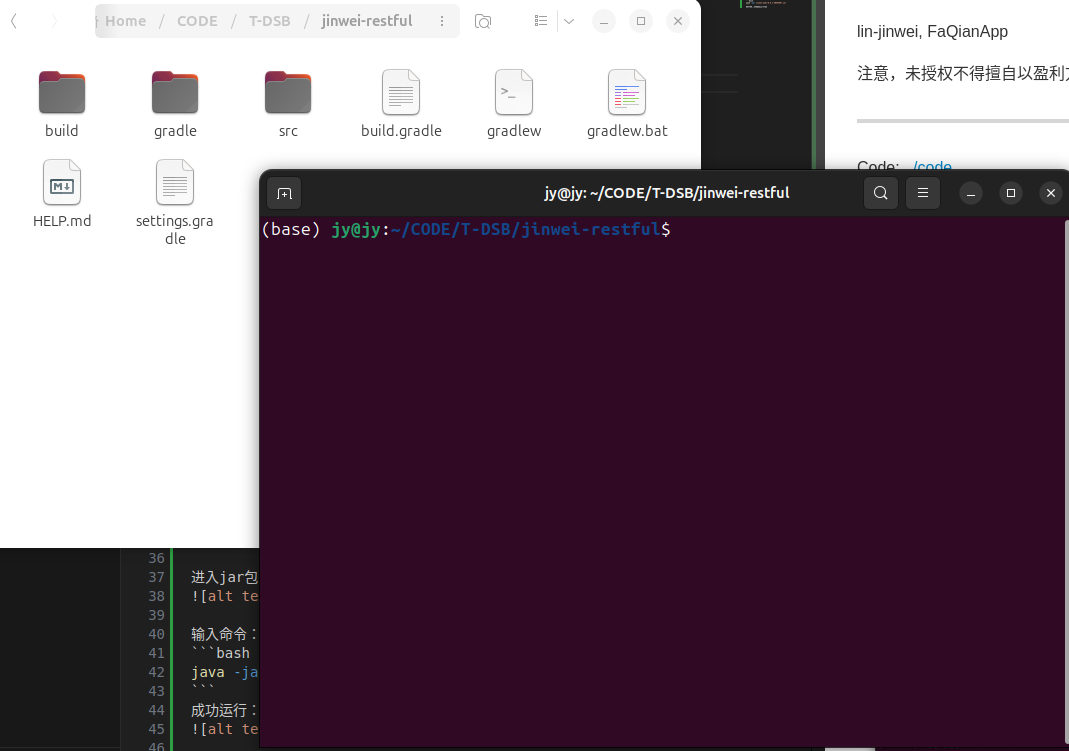 Home / CODE / T-DSB / jinwei-restful
build
gradle
src
build.gradle
gradlew
gradlew.bat
HELP.md
settings.gra
dle
lin-jinwei, FaQianApp
注意，未授权不得擅自以盈利
Code: ./code
jy@jy: ~/CODE/T-DSB/jinwei-restful
(base) jy@jy:~/CODE/T-DSB/jinwei-restful$
36
37 进入jar包
38 ![alt te
39
40 输入命令：
41 ```bash
42 java -ja
43 ```
44 成功运行：
45 ![alt te
46